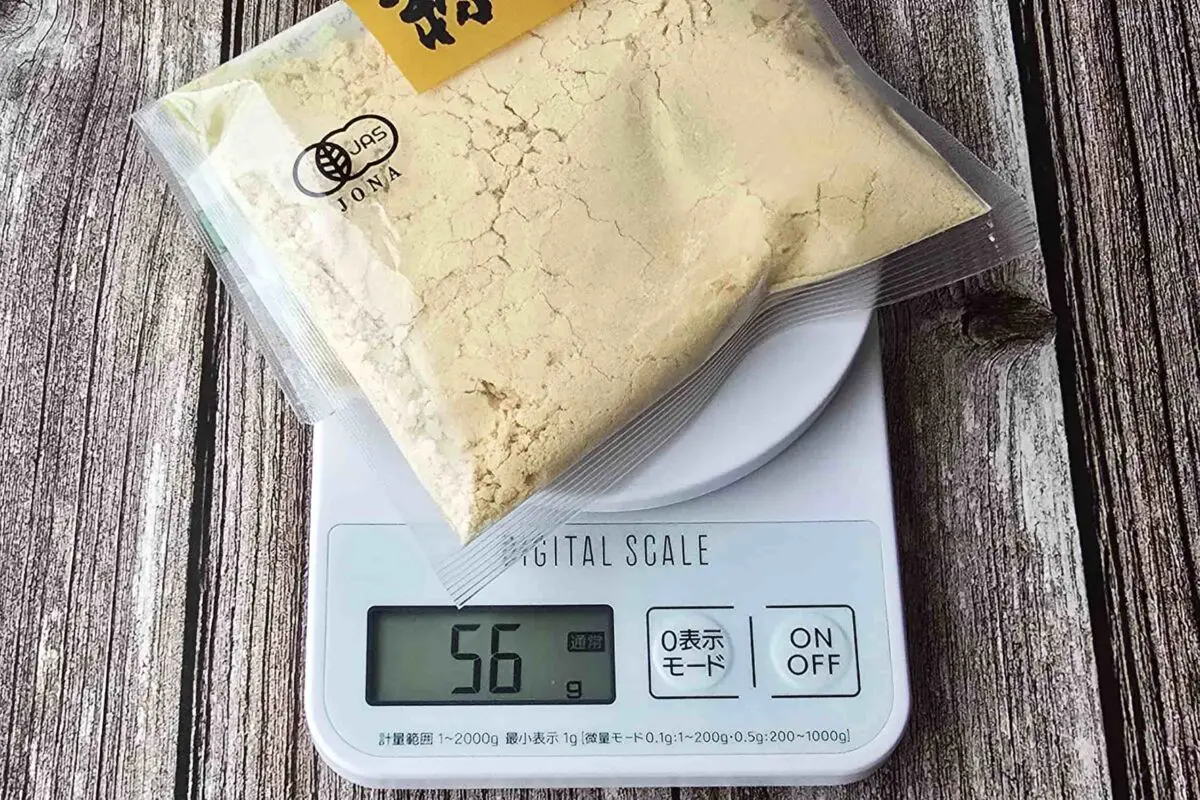 粉
JAS
JONA
DIGITAL SCALE
56 g
通常
0表示
モード
ON
OFF
計量範囲 1~2000g 最小表示 1g [微量モード0.1g:1~200g・0.5g:200~1000g]